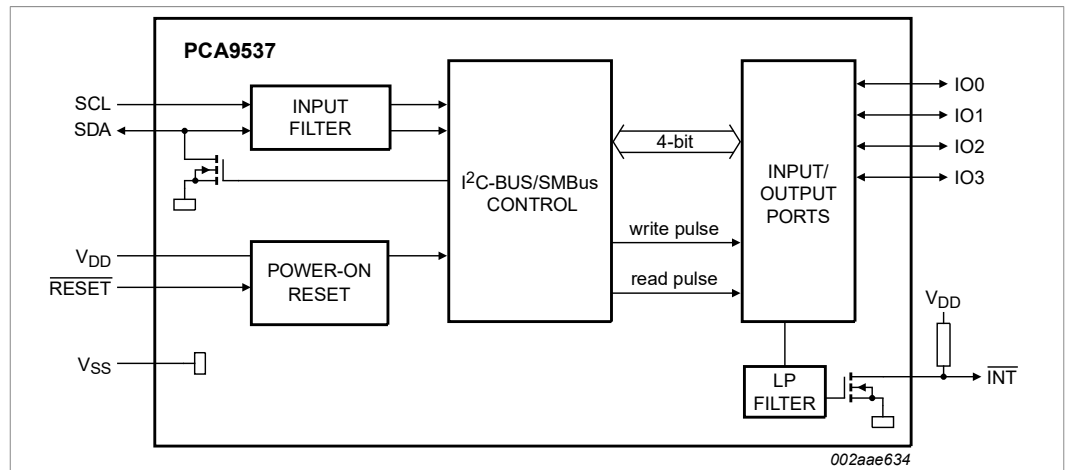 PCA9537
SCL
SDA
INPUT
FILTER
I²C-BUS/SMBus
CONTROL
4-bit
INPUT/
OUTPUT
PORTS
IO0
IO1
IO2
IO3
write pulse
read pulse
VDD
RESET
POWER-ON
RESET
VSS
LP
FILTER
VDD
INT
002aae634